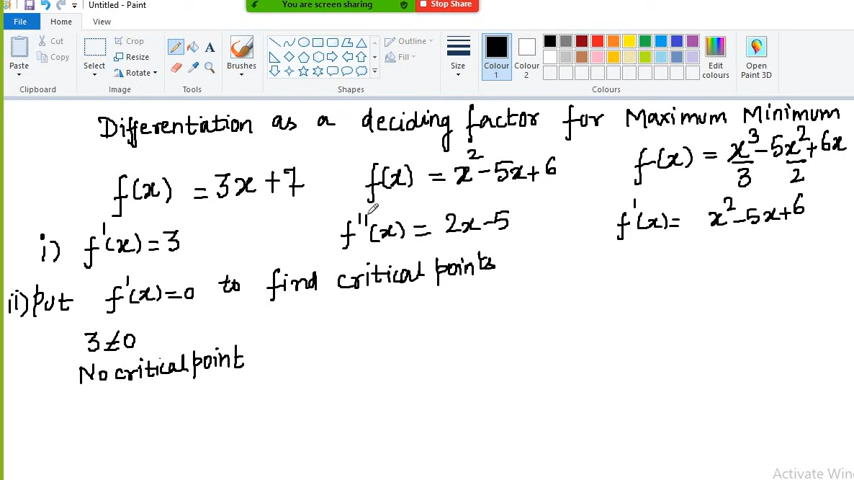 Untitled - Paint
You are screen sharing
Stop Share
File
Home
View
Paste
Cut
Copy
Clipboard
Select
Crop
Resize
Rotate
Image
A
Tools
Brushes
Outline
Fill
Shapes
Size
Colour 1
Colour 2
Edit colours
Colours
Open Paint 3D
Differentation as a deciding factor for Maximum Minimum
f(x) = 3x+7
f(x) = x² - 5x+6
f(x) = x³/3 - 5x²/2 + 6x
i) f'(x) = 3
f''(x) = 2x-5
f'(x) = x² - 5x + 6
ii) put f'(x)=0 to find critical points
3≠0
No critical point
Activate Win